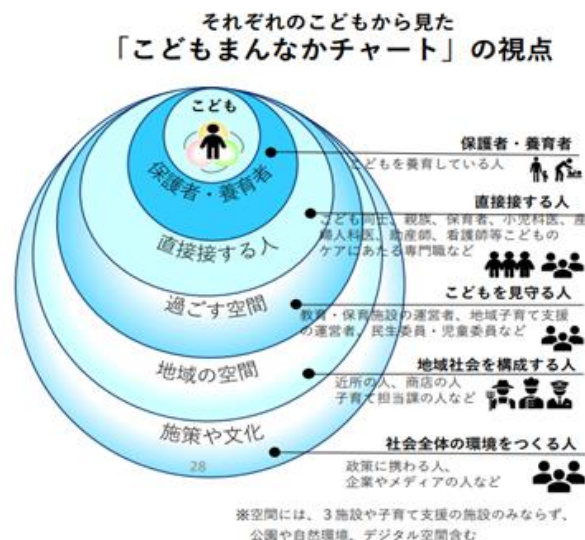 それぞれのこどもから見た
「こどもまんなかチャート」の視点
こども
保護者・養育者
直接接する人
過ごす空間
地域の空間
施策や文化
28
保護者・養育者
こどもを養育している人
直接接する人
こども同士、親族、保育者、小児科医、産
婦人科医、助産師、看護師等こどもの
ケアにあたる専門職など
こどもを見守る人
教育・保育施設の運営者、地域子育て支援
の運営者、民生委員・児童委員など
地域社会を構成する人
近所の人、商店の人
子育て担当課の人など
社会全体の環境をつくる人
政策に携わる人、
企業やメディアの人など
※空間には、３施設や子育て支援の施設のみならず、
公園や自然環境、デジタル空間含む